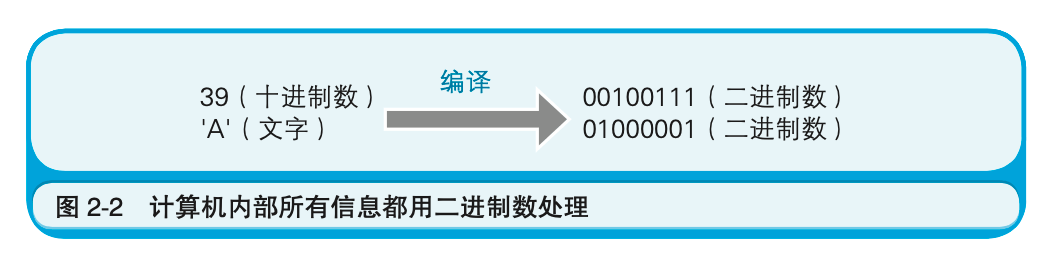 编译
39（十进制数） 00100111（二进制数）
'A'（文字） 01000001（二进制数）
图 2-2 计算机内部所有信息都用二进制数处理